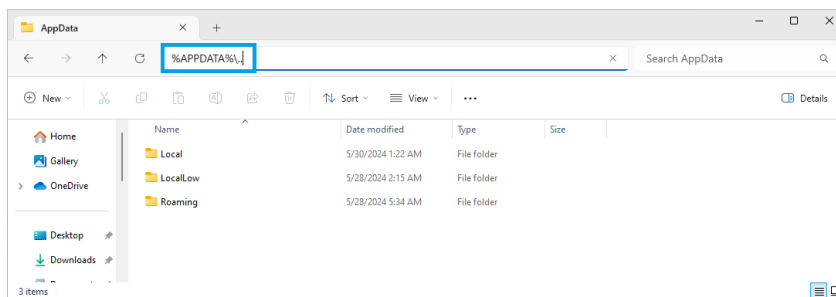 AppData
%APPDATA%\..
Search AppData
New
Sort
View
Details
Name Date modified Type Size
Home
Gallery
OneDrive
Local 5/30/2024 1:22 AM File folder
LocalLow 5/28/2024 2:15 AM File folder
Roaming 5/28/2024 5:34 AM File folder
Desktop
Downloads
3 items